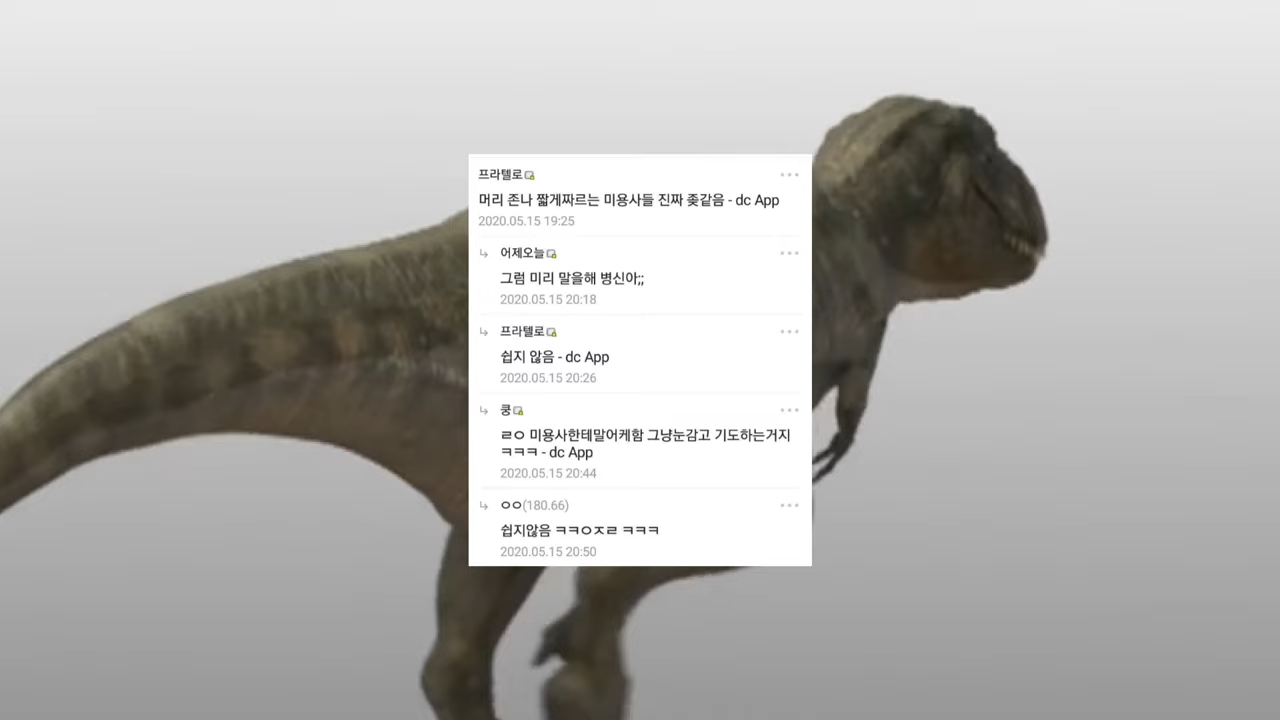 프라텔로
머리 존나 짧게짜르는 미용사들 진짜 좆같음 - dc App
2020.05.15 19:25
어제오늘
그럼 미리 말을해 병신아;;
2020.05.15 20:18
프라텔로
쉽지 않음 - dc App
2020.05.15 20:26
쿵
ㄹㅇ 미용사한테말어케함 그냥눈감고 기도하는거지
ㅋㅋㅋ - dc App
2020.05.15 20:44
ㅇㅇ(180.66)
쉽지않음 ㅋㅋㅇㅈㄹ ㅋㅋㅋ
2020.05.15 20:50